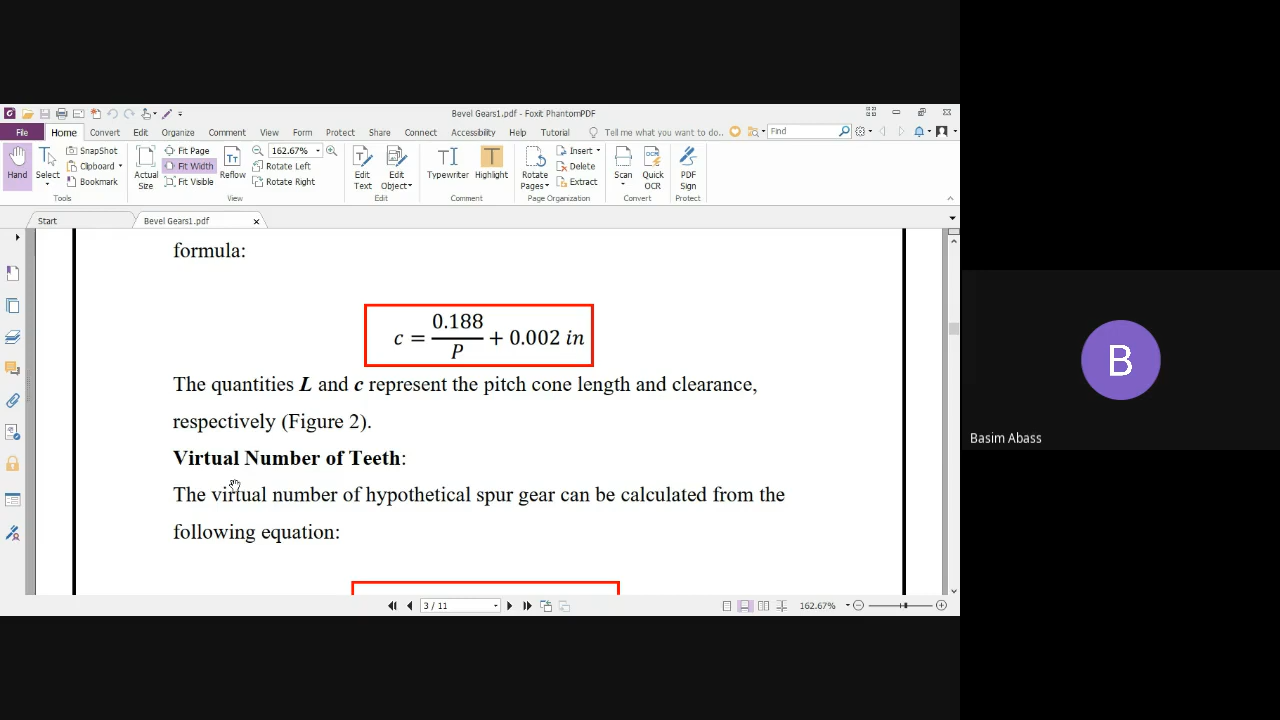 Bevel Gears1.pdf - Foxit PhantomPDF
File Home Convert Edit Organize Comment View Form Protect Share Connect Accessibility Help Tutorial Tell me what you want to do.. Find
Hand Select SnapShot Clipboard Bookmark Actual Size Fit Page Fit Width Fit Visible Reflow 162.67% Rotate Left Rotate Right Edit Text Edit Object Typewriter Highlight Rotate Pages Insert Delete Extract Scan Quick OCR PDF Sign
Tools View Edit Comment Page Organization Convert Protect
Start Bevel Gears1.pdf
formula:
c = 0.188/P + 0.002 in
The quantities L and c represent the pitch cone length and clearance,
respectively (Figure 2).
Virtual Number of Teeth:
The virtual number of hypothetical spur gear can be calculated from the
following equation:
3 / 11 162.67%
B
Basim Abass